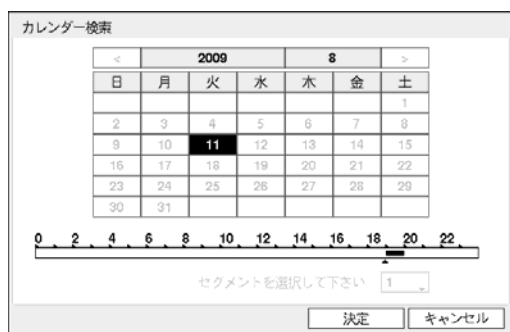 カレンダー検索
< 2009 8 >
日 月 火 水 木 金 土
1
2 3 4 5 6 7 8
9 10 11 12 13 14 15
16 17 18 19 20 21 22
23 24 25 26 27 28 29
30 31
0 2 4 6 8 10 12 14 16 18 20 22
セグメントを選択して下さい 1
決定 キャンセル